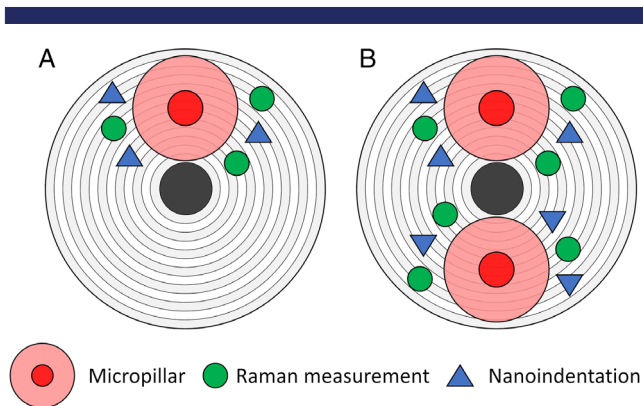 A
B
Micropillar
Raman measurement
Nanoindentation